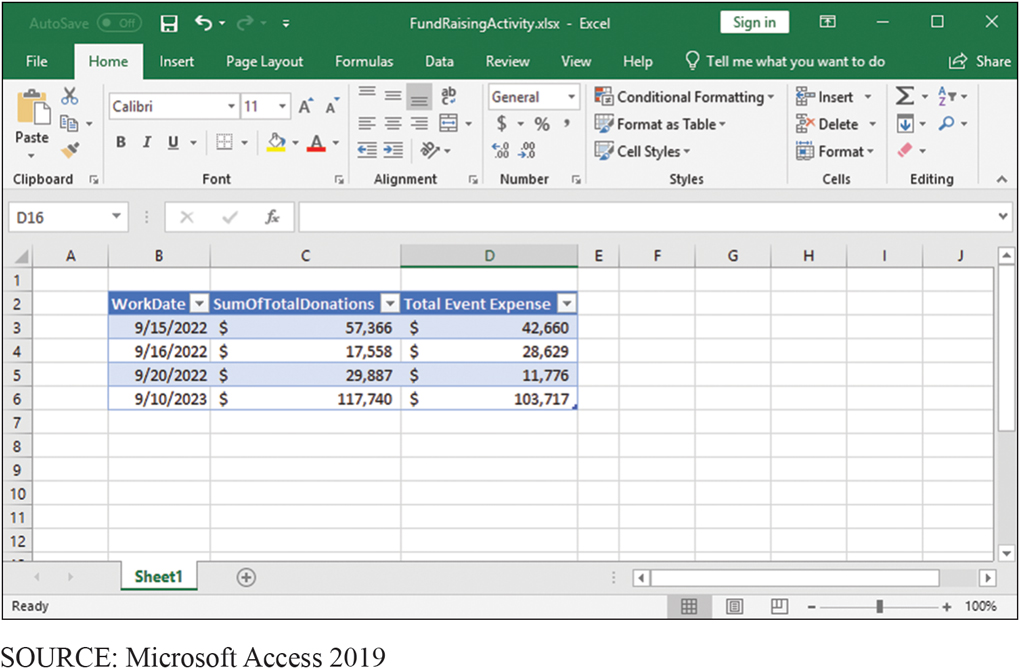 AutoSave Off FundRaisingActivity.xlsx - Excel Sign in
File Home Insert Page Layout Formulas Data Review View Help Tell me what you want to do Share
Calibri 11 A A ab General Conditional Formatting Insert Σ A Z
Paste $ % , Format as Table Delete
B I U A .00 .00 Cell Styles Format
Clipboard Font Alignment Number Styles Cells Editing
D16 fx
A B C D E F G H I J
1
2 WorkDate SumOfTotalDonations Total Event Expense
3 9/15/2022 $ 57,366 $ 42,660
4 9/16/2022 $ 17,558 $ 28,629
5 9/20/2022 $ 29,887 $ 11,776
6 9/10/2023 $ 117,740 $ 103,717
7
8
9
10
11
12
Sheet1
Ready 100%
SOURCE: Microsoft Access 2019